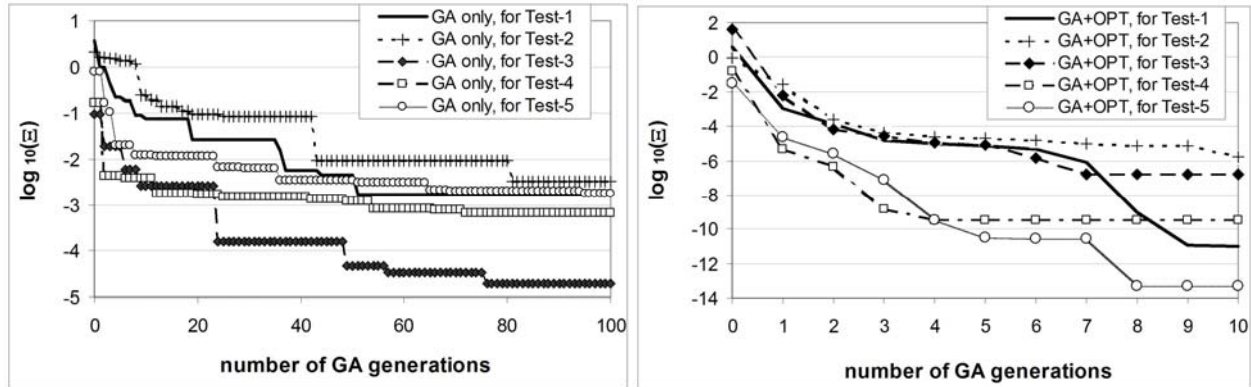 GA only, for Test-1
GA only, for Test-2
GA only, for Test-3
GA only, for Test-4
GA only, for Test-5
1
0
-1
-2
-3
-4
-5
log 10(Ξ)
0 20 40 60 80 100
number of GA generations
GA+OPT, for Test-1
GA+OPT, for Test-2
GA+OPT, for Test-3
GA+OPT, for Test-4
GA+OPT, for Test-5
2
0
-2
-4
-6
-8
-10
-12
-14
log 10(Ξ)
0 1 2 3 4 5 6 7 8 9 10
number of GA generations